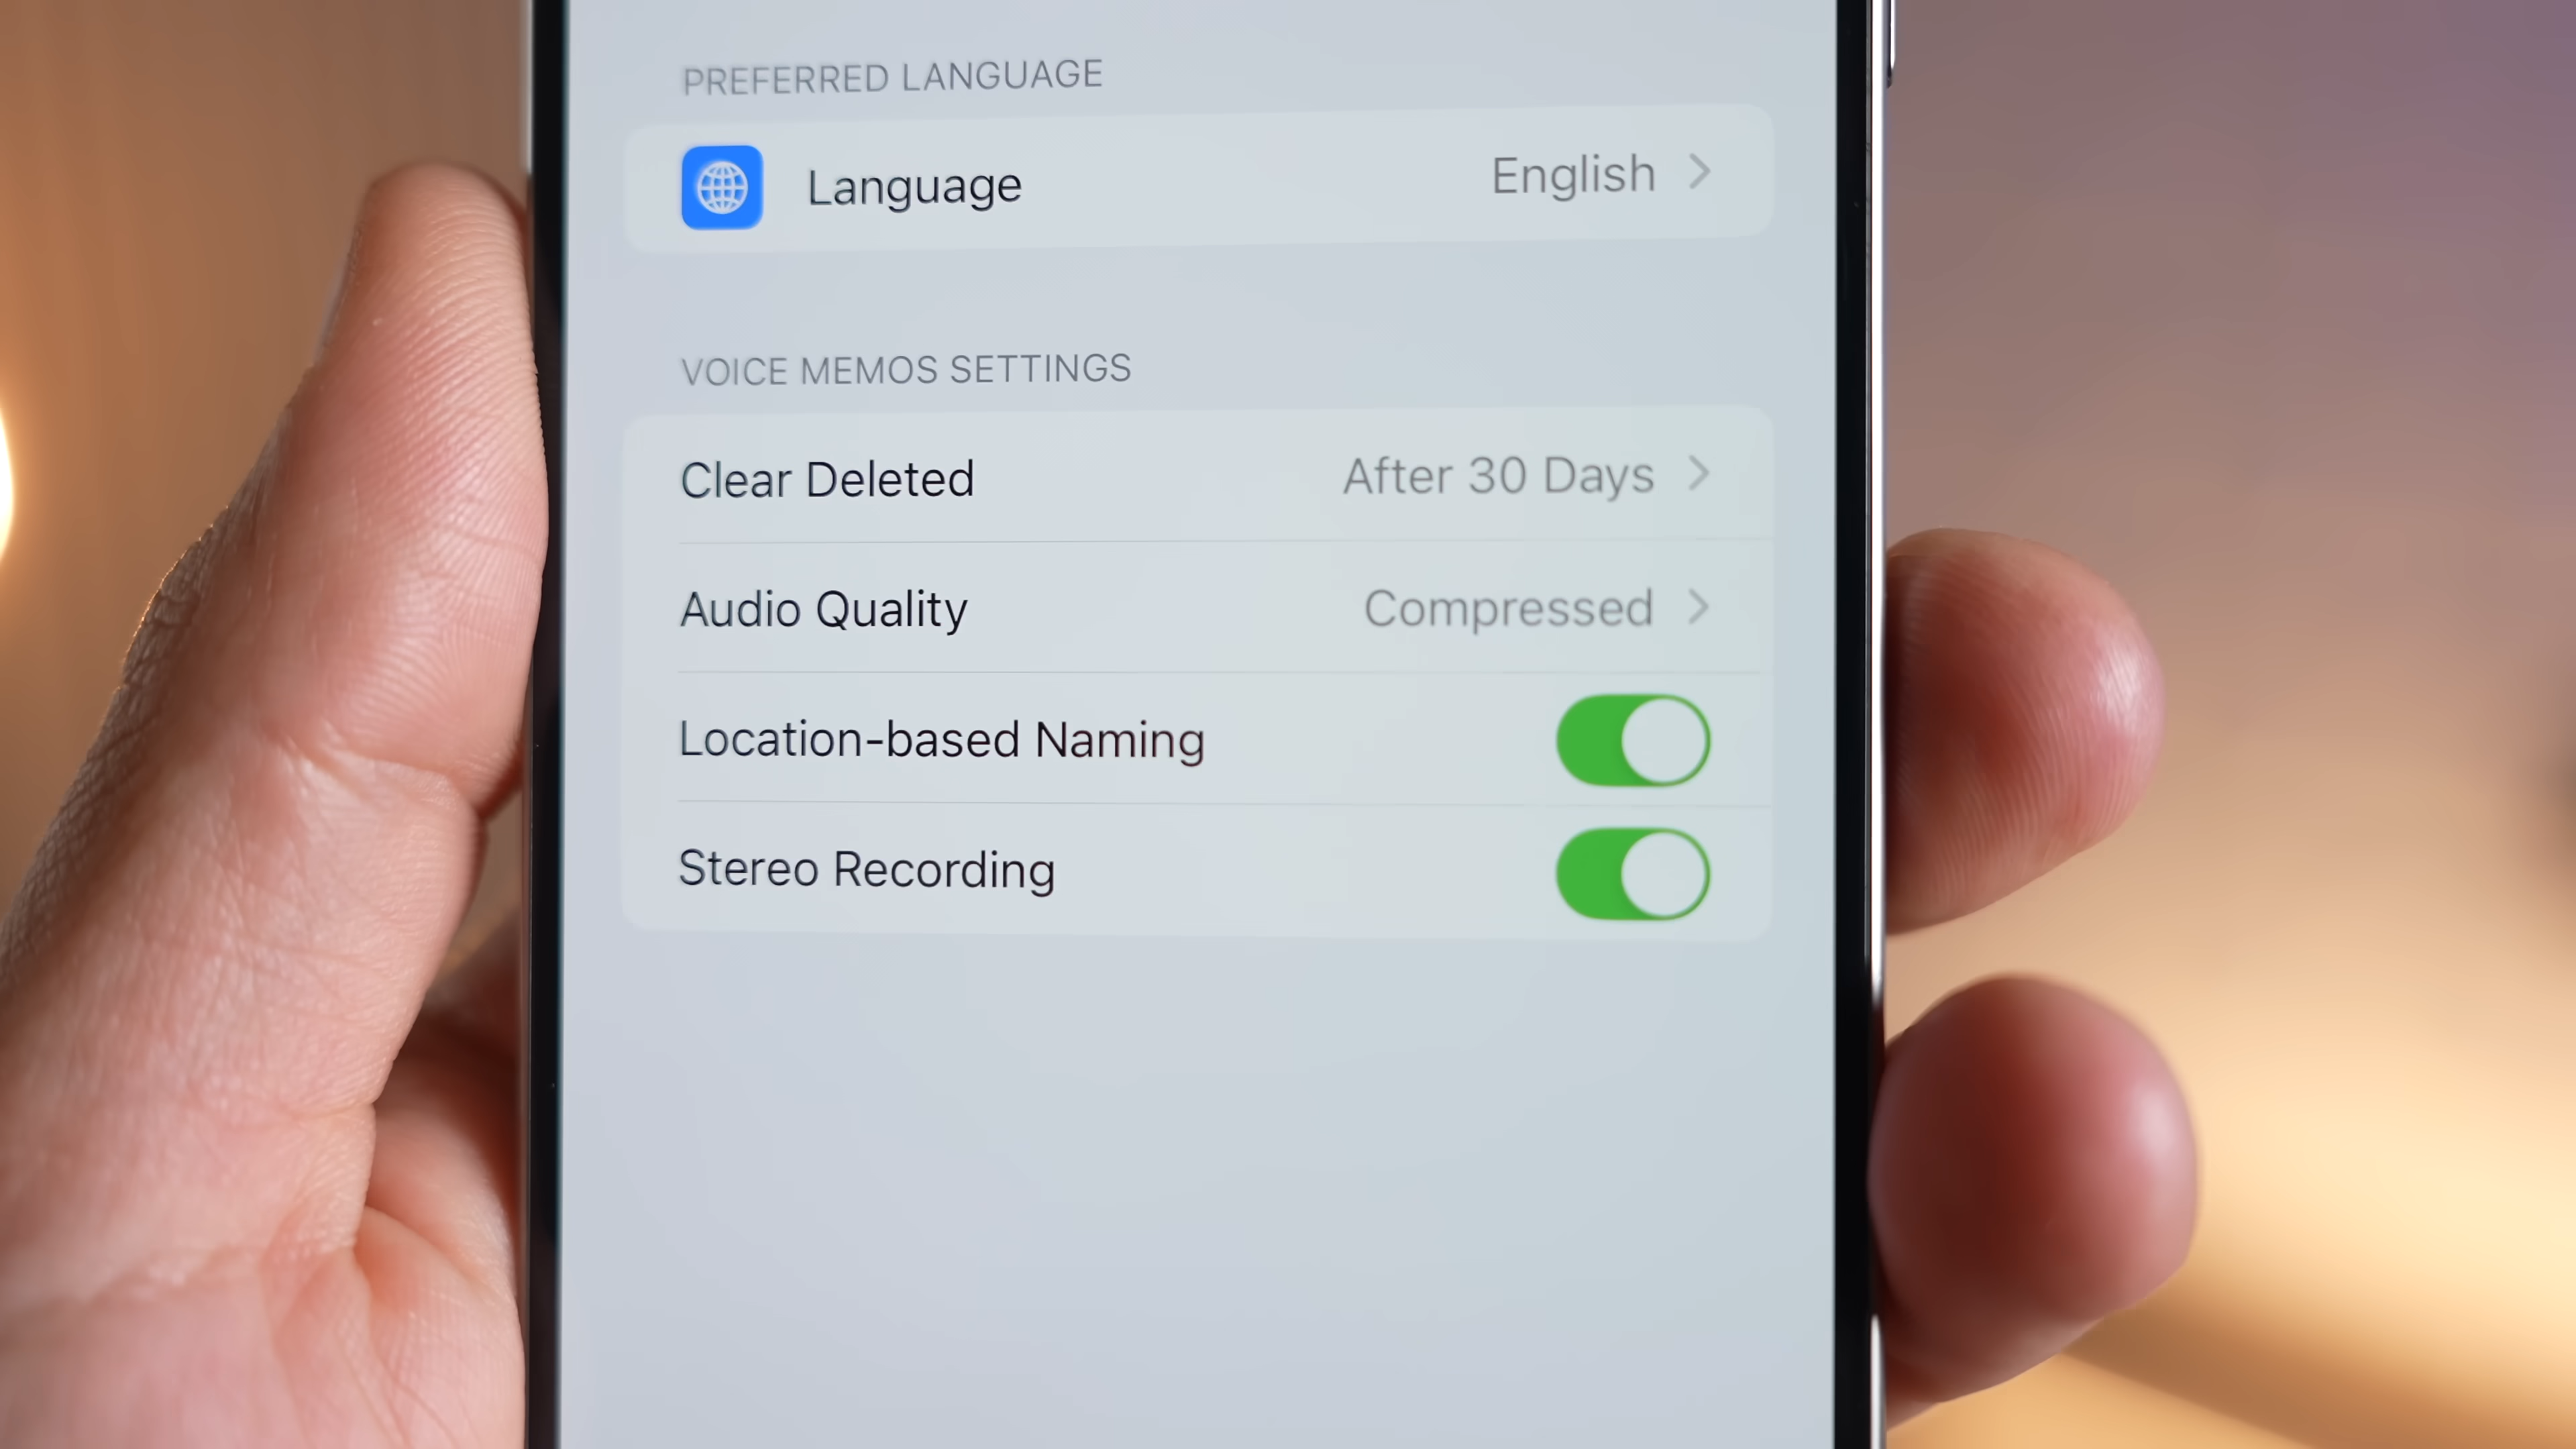 PREFERRED LANGUAGE
Language English
VOICE MEMOS SETTINGS
Clear Deleted After 30 Days
Audio Quality Compressed
Location-based Naming
Stereo Recording